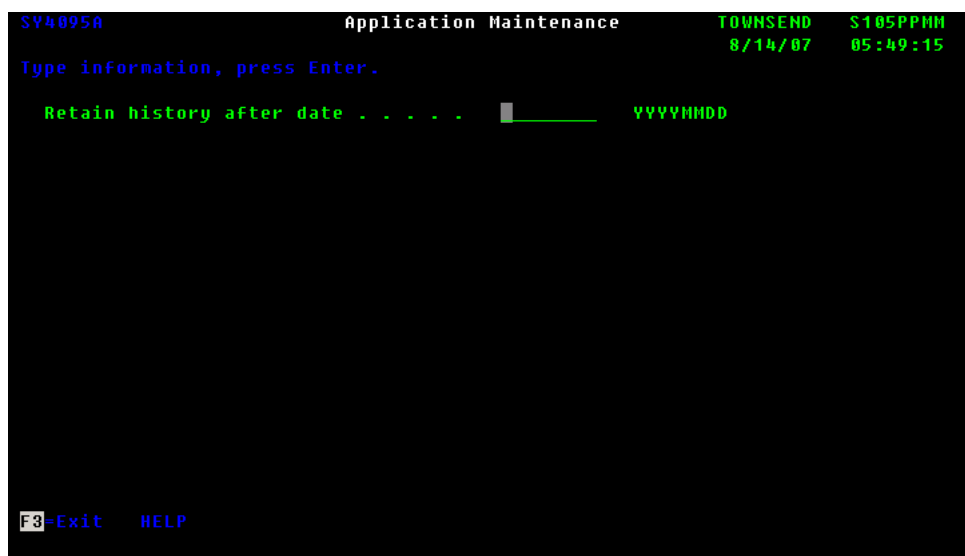 SY4095A Application Maintenance TOWNSEND S105PPMM
8/14/07 05:49:15
Type information, press Enter.
Retain history after date . . . . . YYYYMMDD
F3=Exit HELP